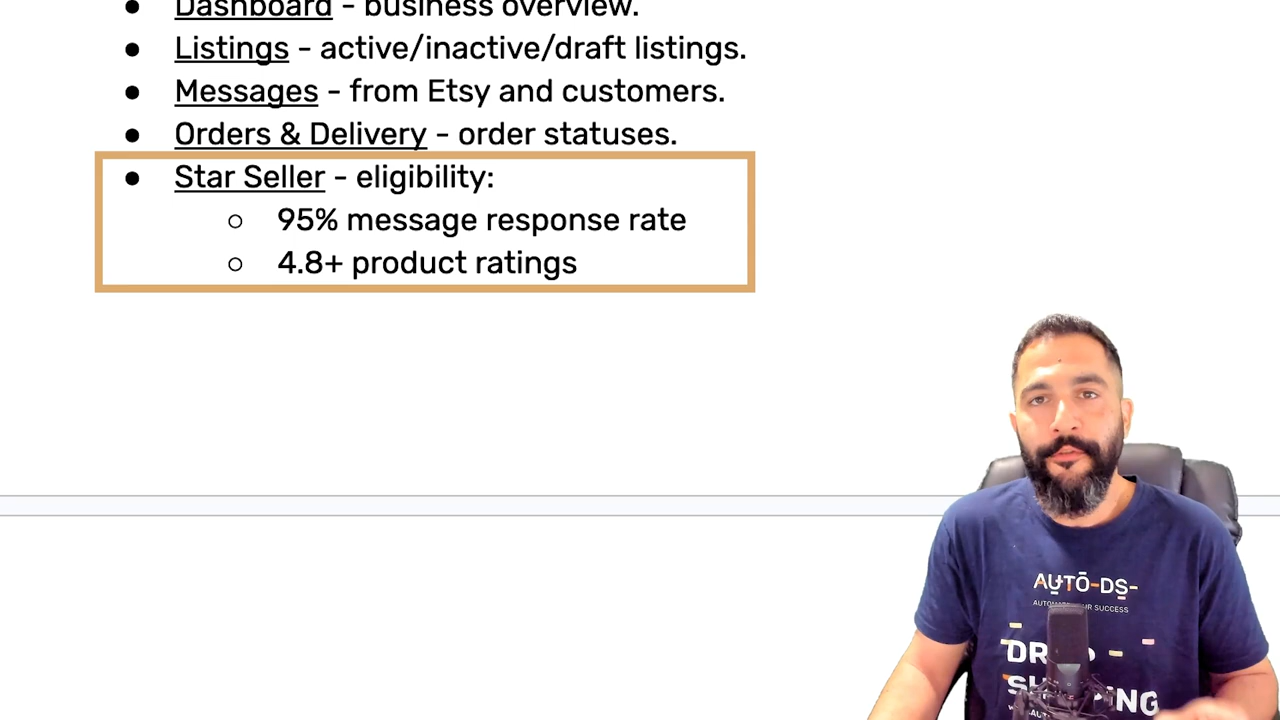 ● Dashboard - business overview.
● Listings - active/inactive/draft listings.
● Messages - from Etsy and customers.
● Orders & Delivery - order statuses.
● Star Seller - eligibility:
○ 95% message response rate
○ 4.8+ product ratings
AUTO-DS-
SUCCESS